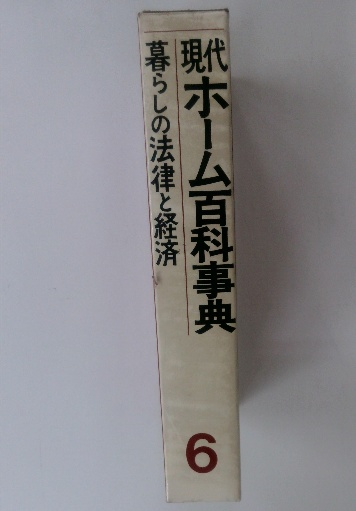 現代
ホーム百科事典
暮らしの法律と経済
6